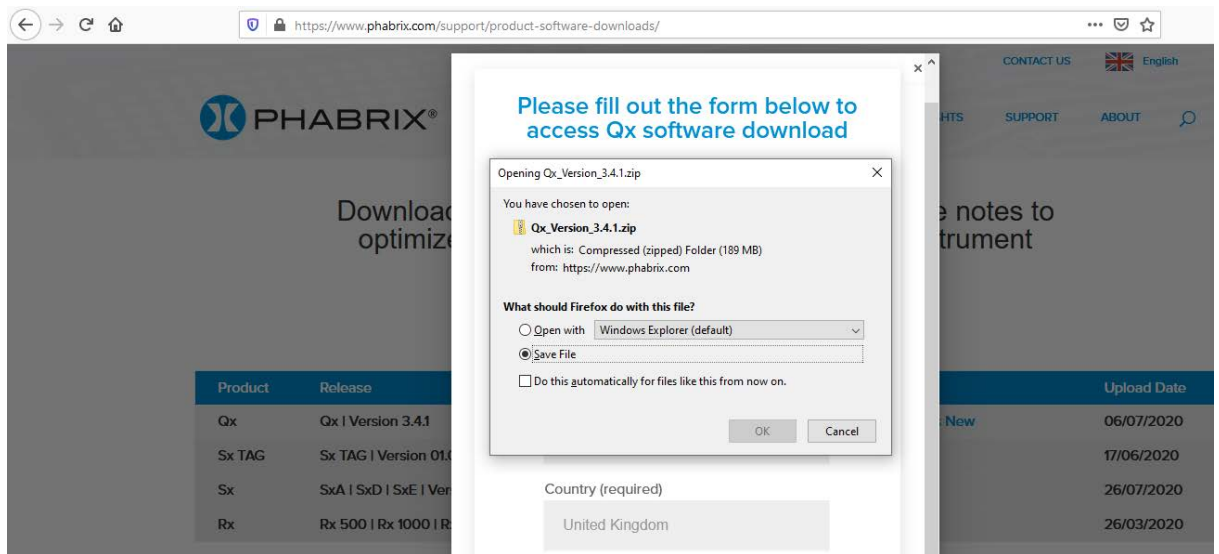 https://www.phabrix.com/support/product-software-downloads/
CONTACT US English
PHABRIX®
SUPPORT ABOUT
Please fill out the form below to
access Qx software download
Opening Qx_Version_3.4.1.zip
You have chosen to open:
Qx_Version_3.4.1.zip
which is: Compressed (zipped) Folder (189 MB)
from: https://www.phabrix.com
What should Firefox do with this file?
Open with Windows Explorer (default)
Save File
Do this automatically for files like this from now on.
OK Cancel
notes to
optimize
Product Release Upload Date
Qx Qx | Version 3.4.1 New 06/07/2020
Sx TAG Sx TAG | Version 17/06/2020
Sx SxA | SxD | SxE | 26/07/2020
Rx Rx 500 | Rx 1000 | 26/03/2020
Country (required)
United Kingdom